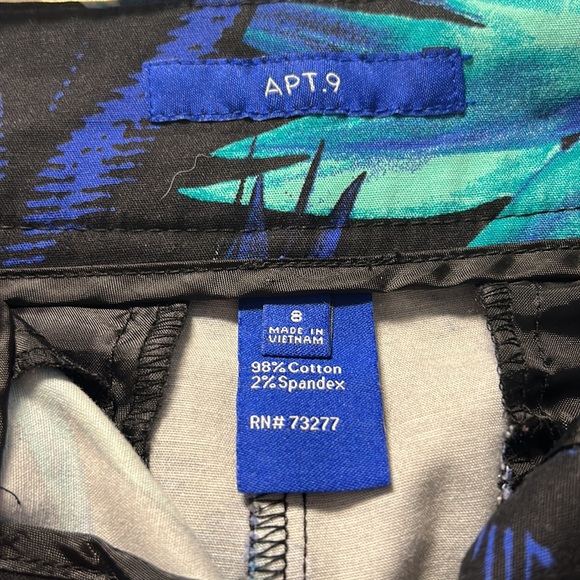 APT.9
8
MADE IN
VIETNAM
98% Cotton
2% Spandex
RN# 73277